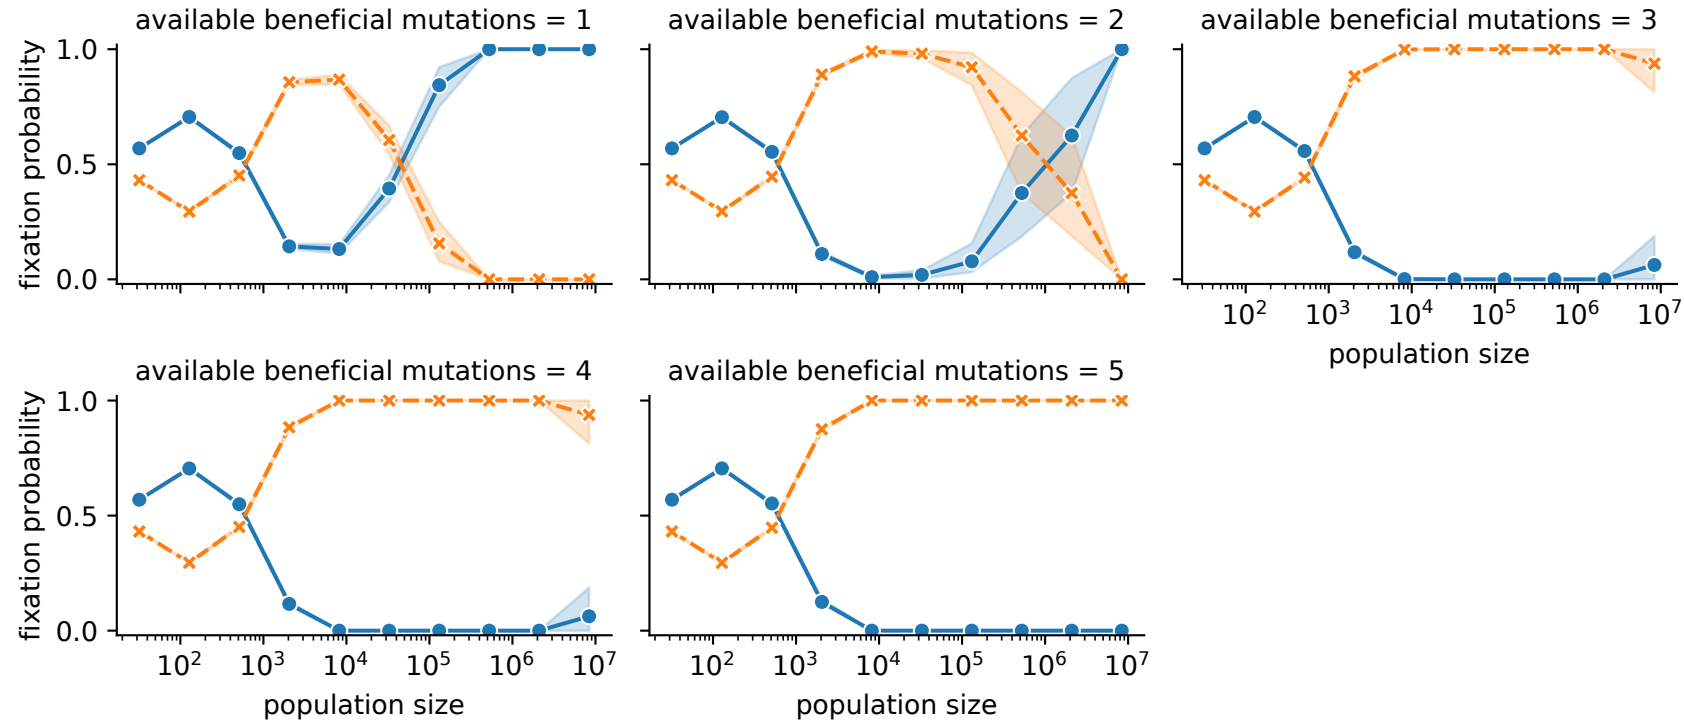 available beneficial mutations = 1
available beneficial mutations = 2
available beneficial mutations = 3
fixation probability
1.0
0.5
0.0
10² 10³ 10⁴ 10⁵ 10⁶ 10⁷
population size
available beneficial mutations = 4
available beneficial mutations = 5
fixation probability
1.0
0.5
0.0
10² 10³ 10⁴ 10⁵ 10⁶ 10⁷
10² 10³ 10⁴ 10⁵ 10⁶ 10⁷
population size
population size